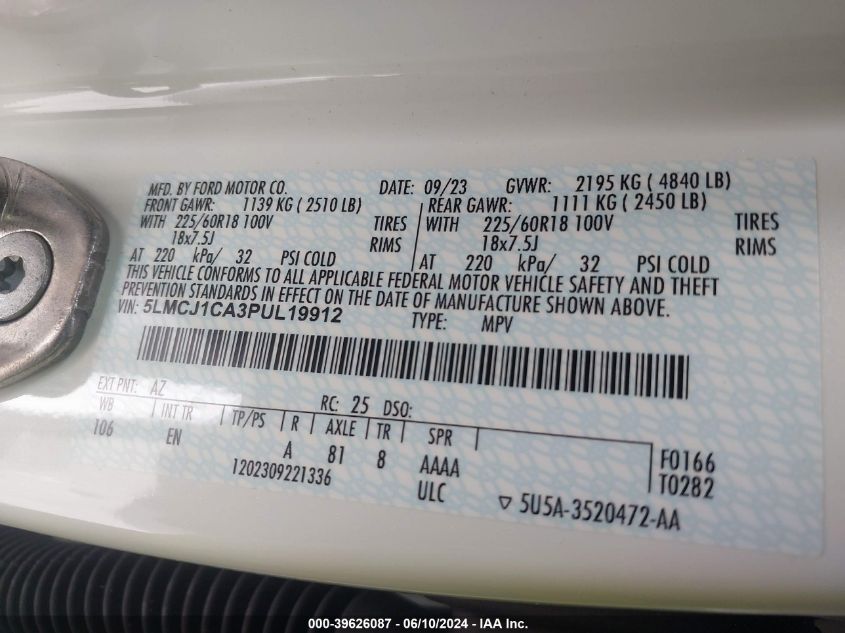 MFD. BY FORD MOTOR CO. DATE: 09/23 GVWR: 2195 KG ( 4840 LB)
FRONT GAWR: 1139 KG ( 2510 LB) REAR GAWR: 1111 KG ( 2450 LB)
WITH 225/60R18 100V TIRES WITH 225/60R18 100V TIRES
18x7.5J RIMS 18x7.5J RIMS
AT 220 kPa/ 32 PSI COLD AT 220 kPa/ 32 PSI COLD
THIS VEHICLE CONFORMS TO ALL APPLICABLE FEDERAL MOTOR VEHICLE SAFETY AND THEFT
PREVENTION STANDARDS IN EFFECT ON THE DATE OF MANUFACTURE SHOWN ABOVE.
VIN: 5LMCJ1CA3PUL19912 TYPE: MPV
EXT PNT: AZ RC: 25 DSO:
WB INT TR TP/PS R AXLE TR SPR
106 EN A 81 8 AAAA F0166
1202309221336 ULC T0282
5U5A-3520472-AA
000-39626087 - 06/10/2024 - IAA Inc.